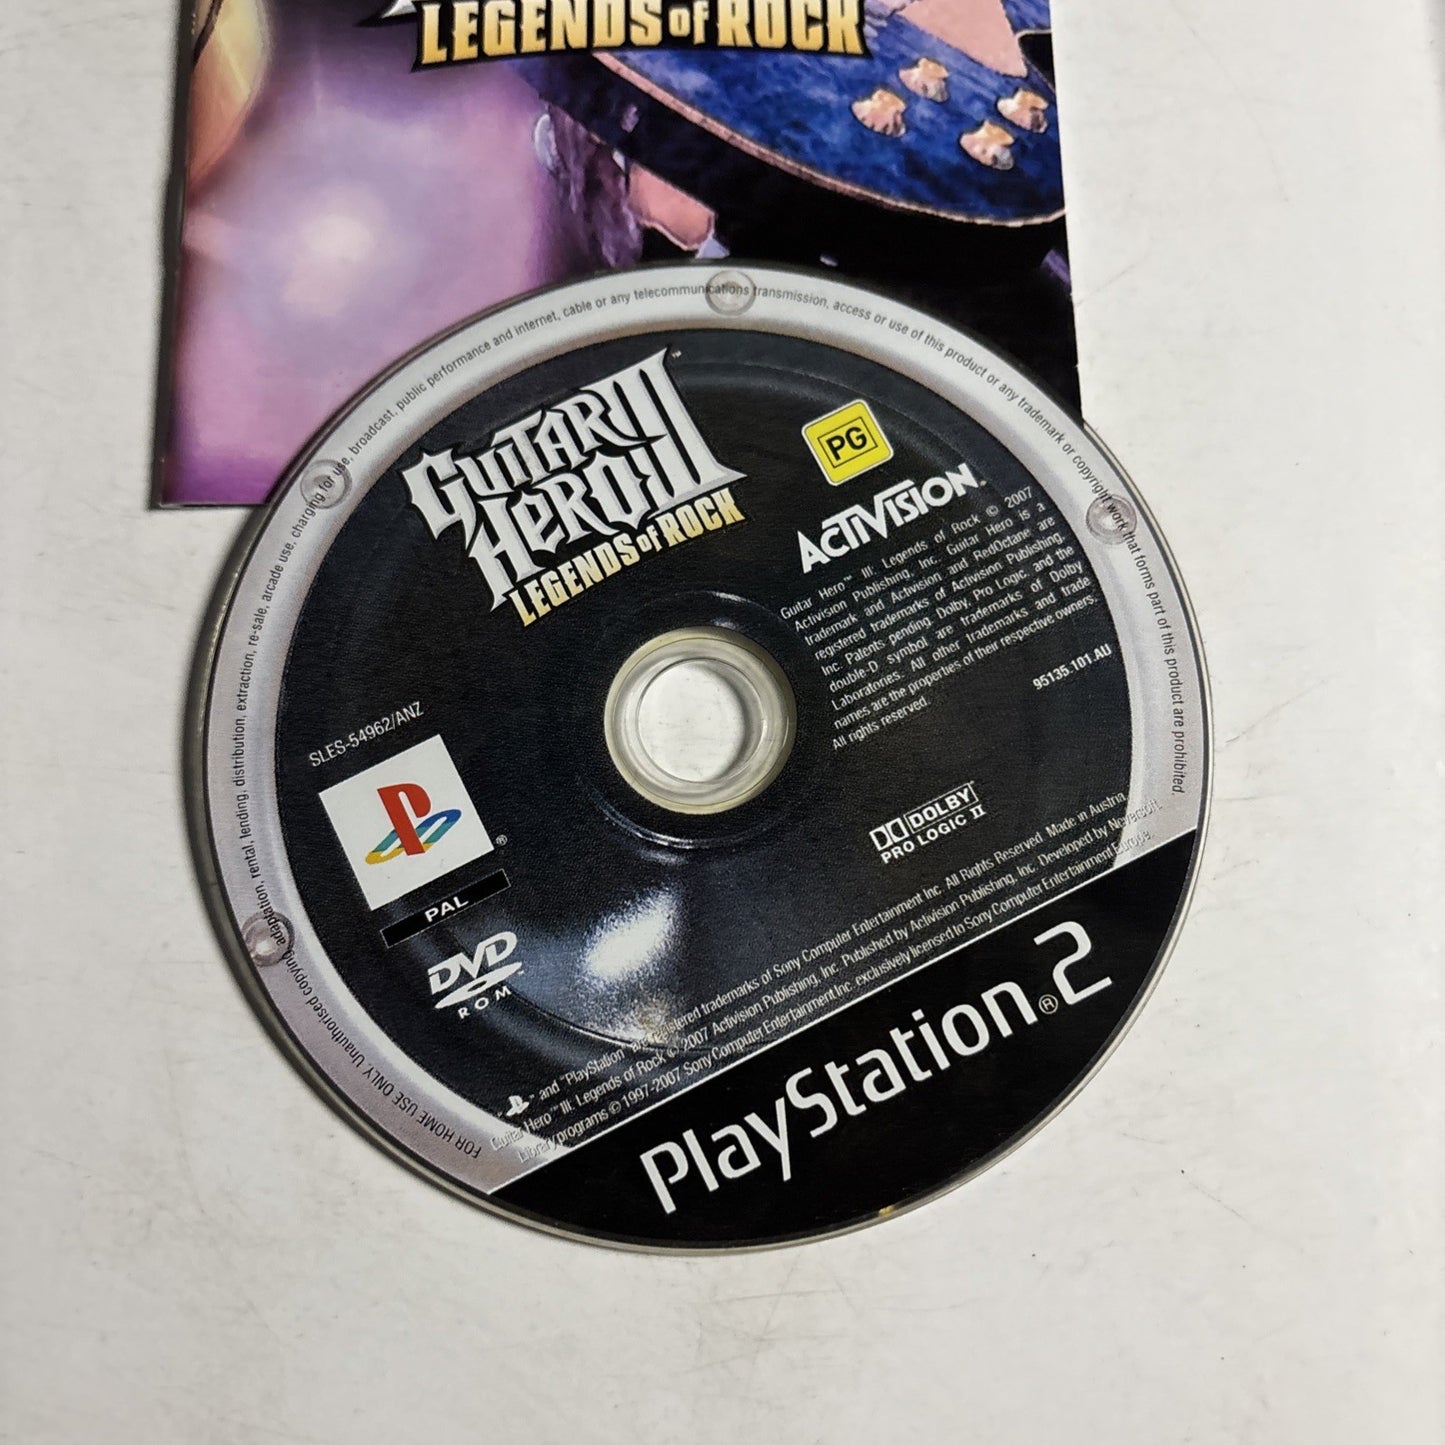 LEGENDS of ROCK
FOR HOME USE ONLY Unauthorised copying, adaptation, rental, lending, distribution, extraction, re-sale, arcade use, charging for use, broadcast, public performance and internet, cable or any telecommunications transmission, access or use of this product or any trademark or copyright work that forms part of this product are prohibited.
GUITAR
HERO III™
LEGENDS of ROCK
PG
ACTIVISION
Guitar Hero™ III: Legends of Rock © 2007
Activision Publishing, Inc. Guitar Hero is a
trademark and Activision and RedOctane are
registered trademarks of Activision Publishing,
Inc. Patents pending. Dolby, Pro Logic, and the
double-D symbol are trademarks of Dolby
Laboratories. All other trademarks and trade
names are the properties of their respective owners.
All rights reserved.
95135.101.AU
SLES-54962/ANZ
®
PAL
DVD
ROM
DOLBY
PRO LOGIC II
" " and "PlayStation" are registered trademarks of Sony Computer Entertainment Inc. All Rights Reserved. Made in Austria.
Guitar Hero™ III: Legends of Rock © 2007 Activision Publishing, Inc. Published by Activision Publishing, Inc. Developed by Neversoft.
Library programs © 1997-2007 Sony Computer Entertainment Inc. exclusively licensed to Sony Computer Entertainment Europe.
PlayStation®2